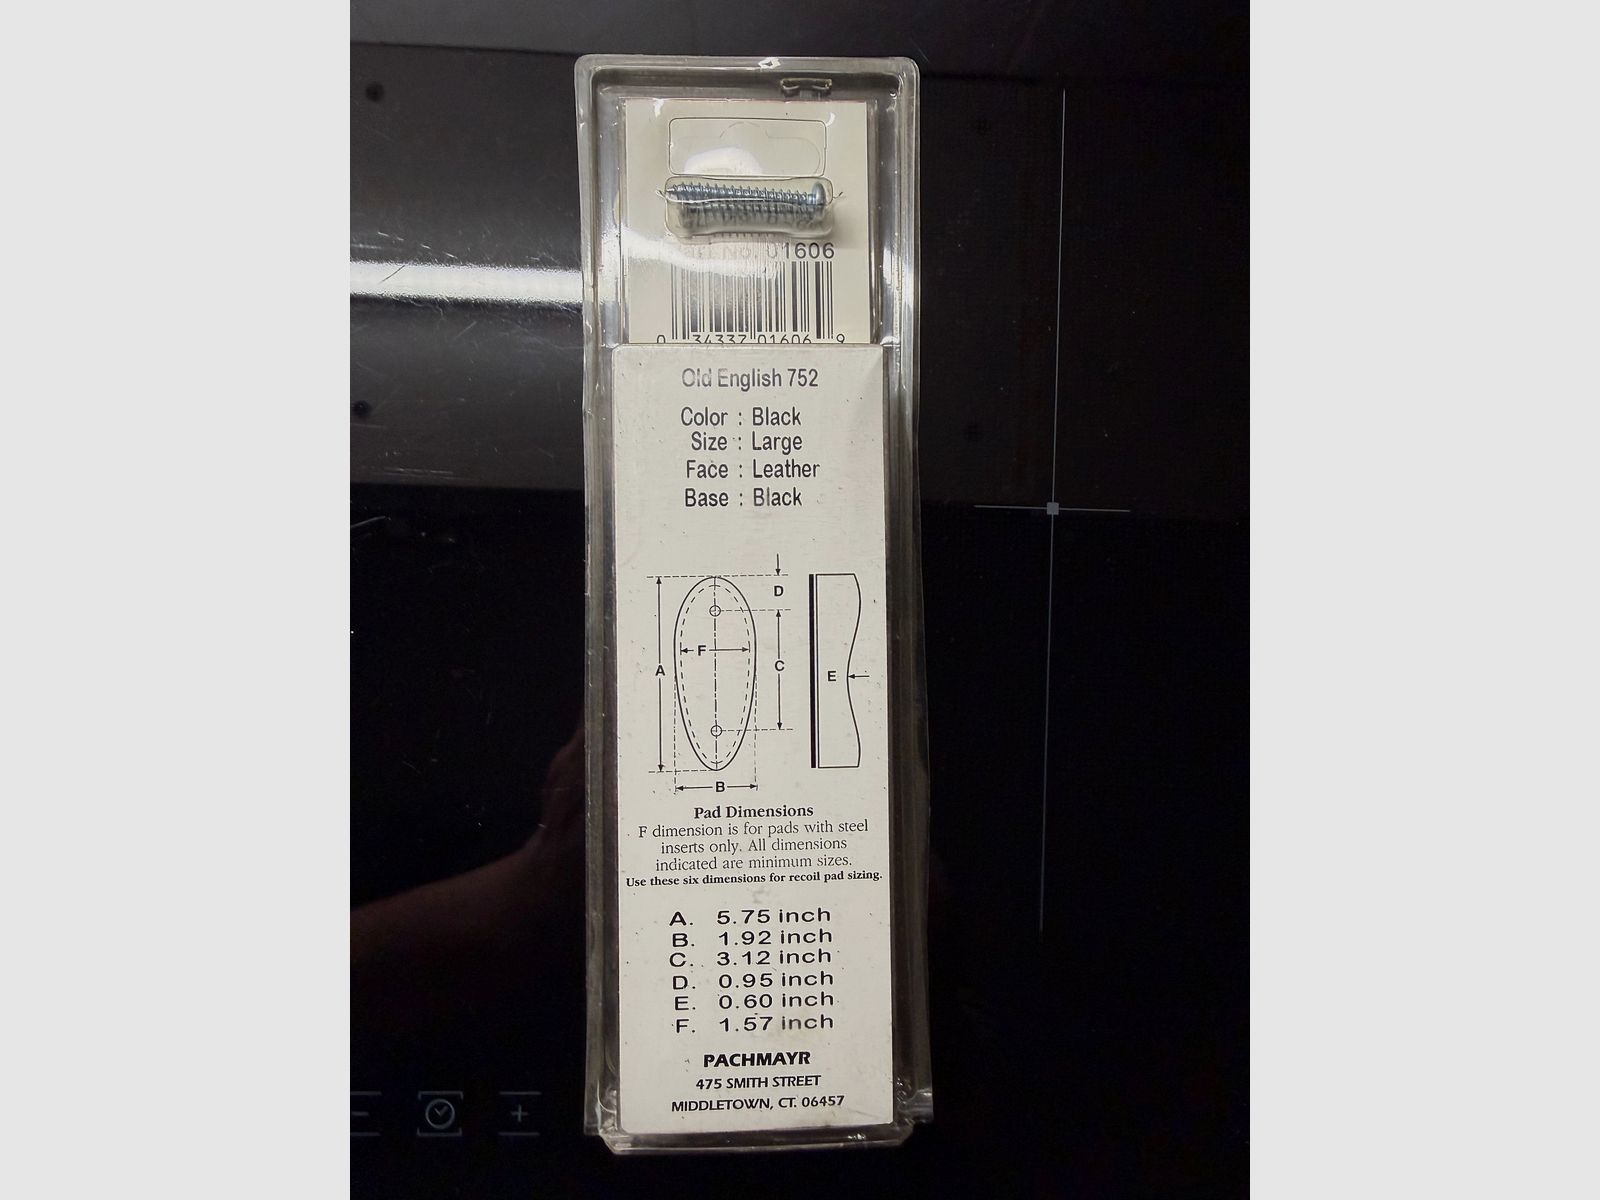 No. 01606
0 34337 01606 9
Old English 752
Color : Black
Size : Large
Face : Leather
Base : Black
D
F
A
C
E
B
Pad Dimensions
F dimension is for pads with steel
inserts only. All dimensions
indicated are minimum sizes.
Use these six dimensions for recoil pad sizing.
A. 5.75 inch
B. 1.92 inch
C. 3.12 inch
D. 0.95 inch
E. 0.60 inch
F. 1.57 inch
PACHMAYR
475 SMITH STREET
MIDDLETOWN, CT. 06457